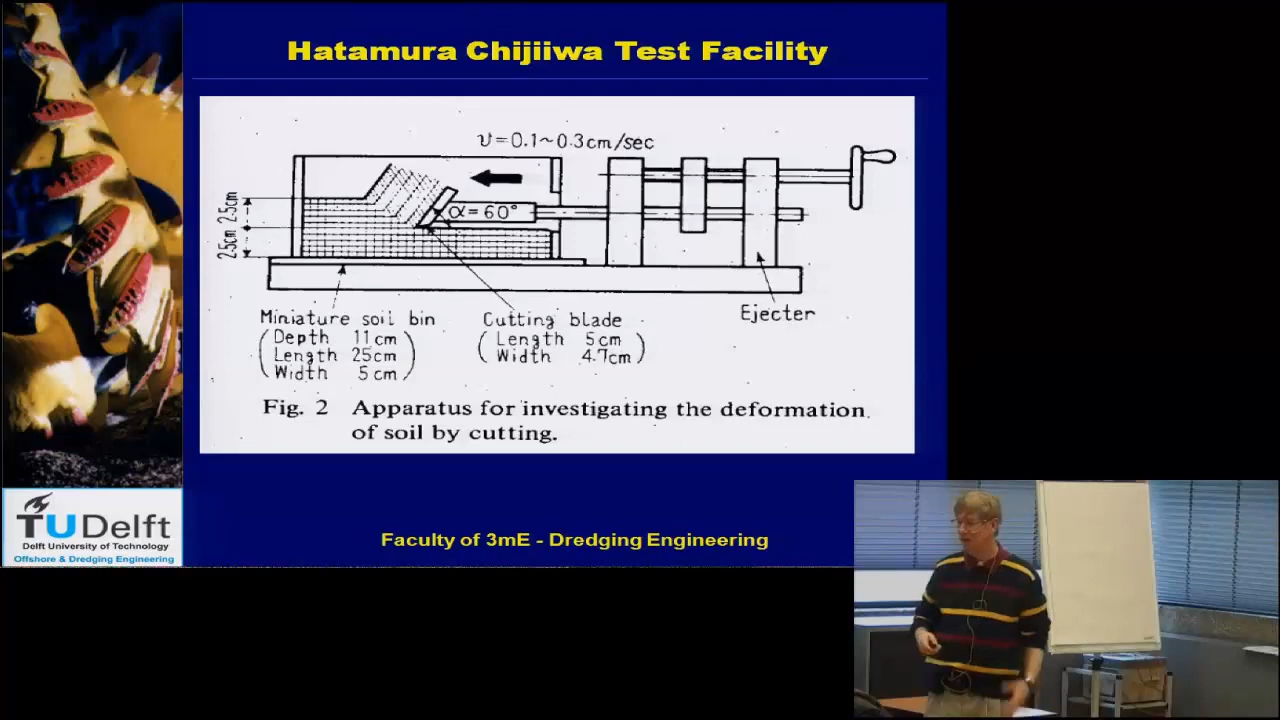 Hatamura Chijiiwa Test Facility
υ=0.1~0.3cm/sec
2.5cm
2.5cm
α=60°
Miniature soil bin
(Depth 11cm
Length 25cm
Width 5cm)
Cutting blade
(Length 5cm
Width 4.7cm)
Ejecter
Fig. 2 Apparatus for investigating the deformation
of soil by cutting.
TU Delft
Delft University of Technology
Offshore & Dredging Engineering
Faculty of 3mE - Dredging Engineering